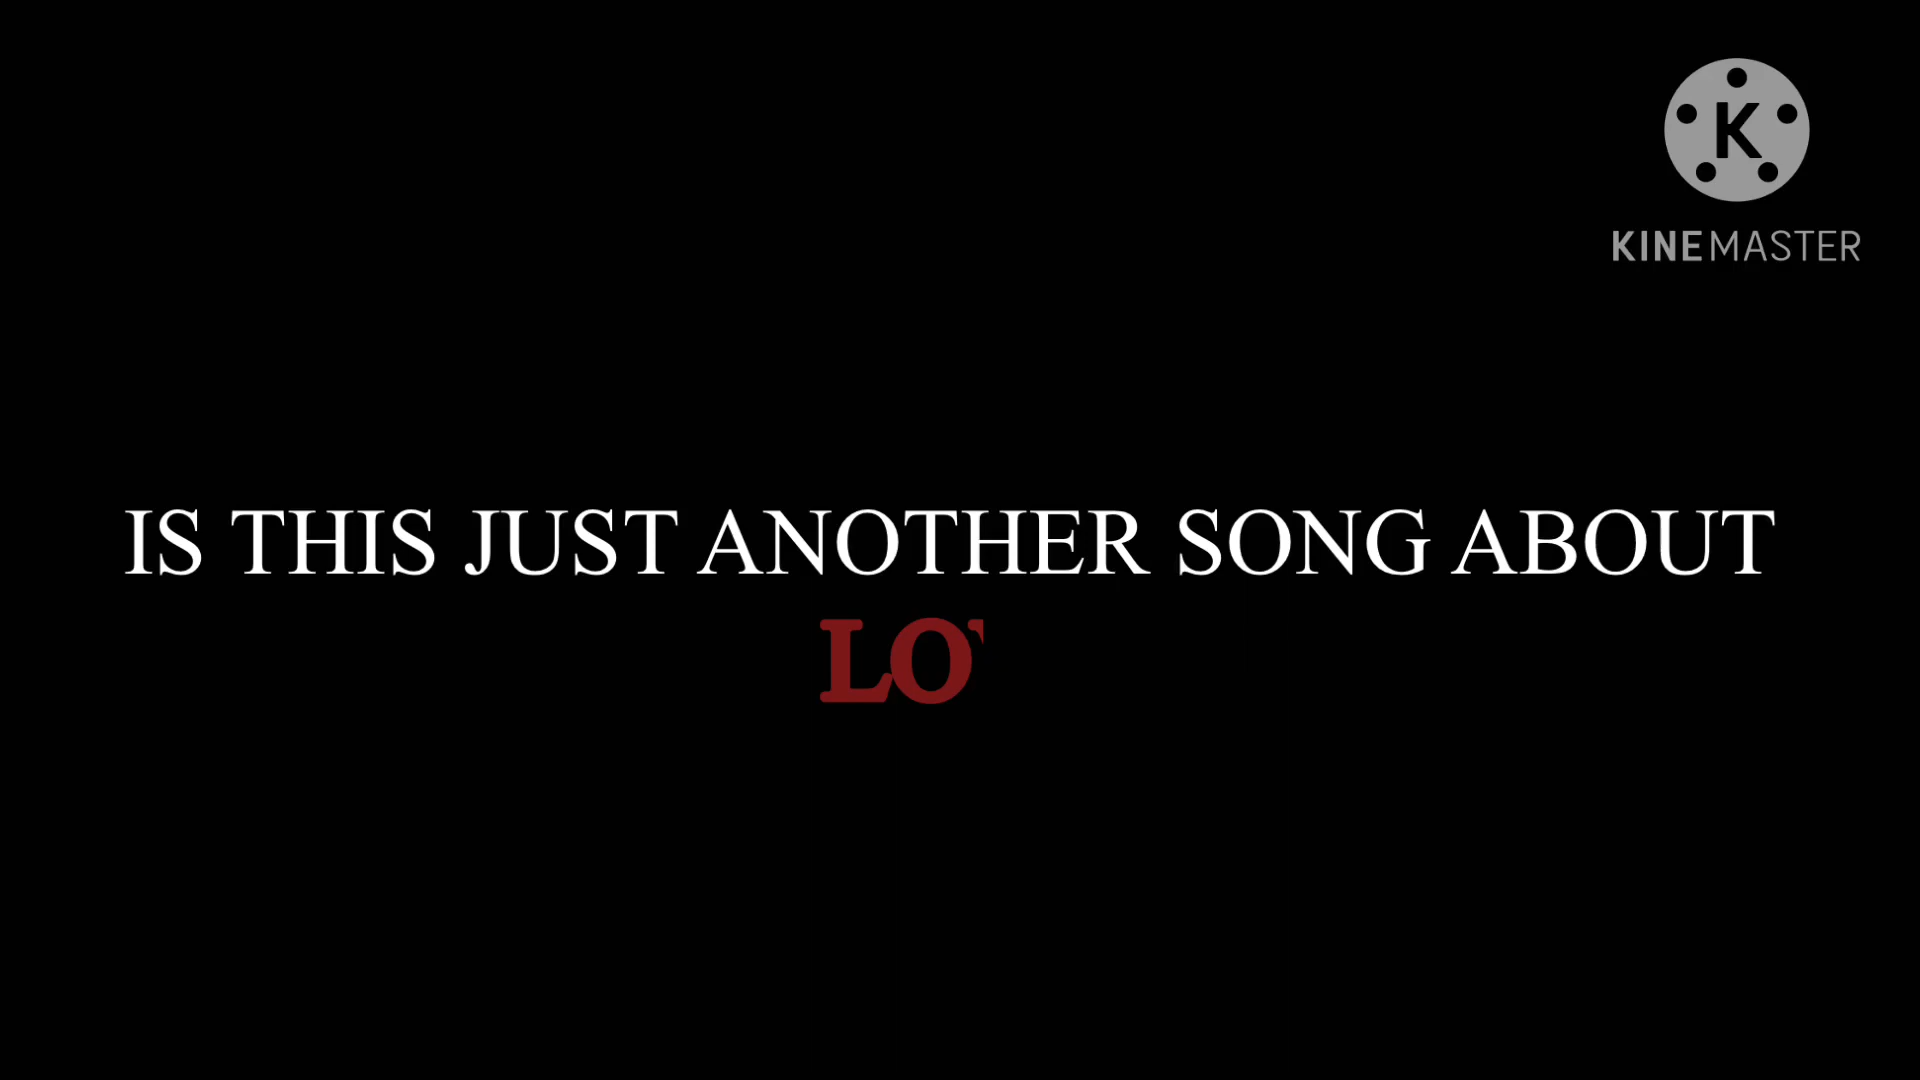 K
KINEMASTER
IS THIS JUST ANOTHER SONG ABOUT
LO